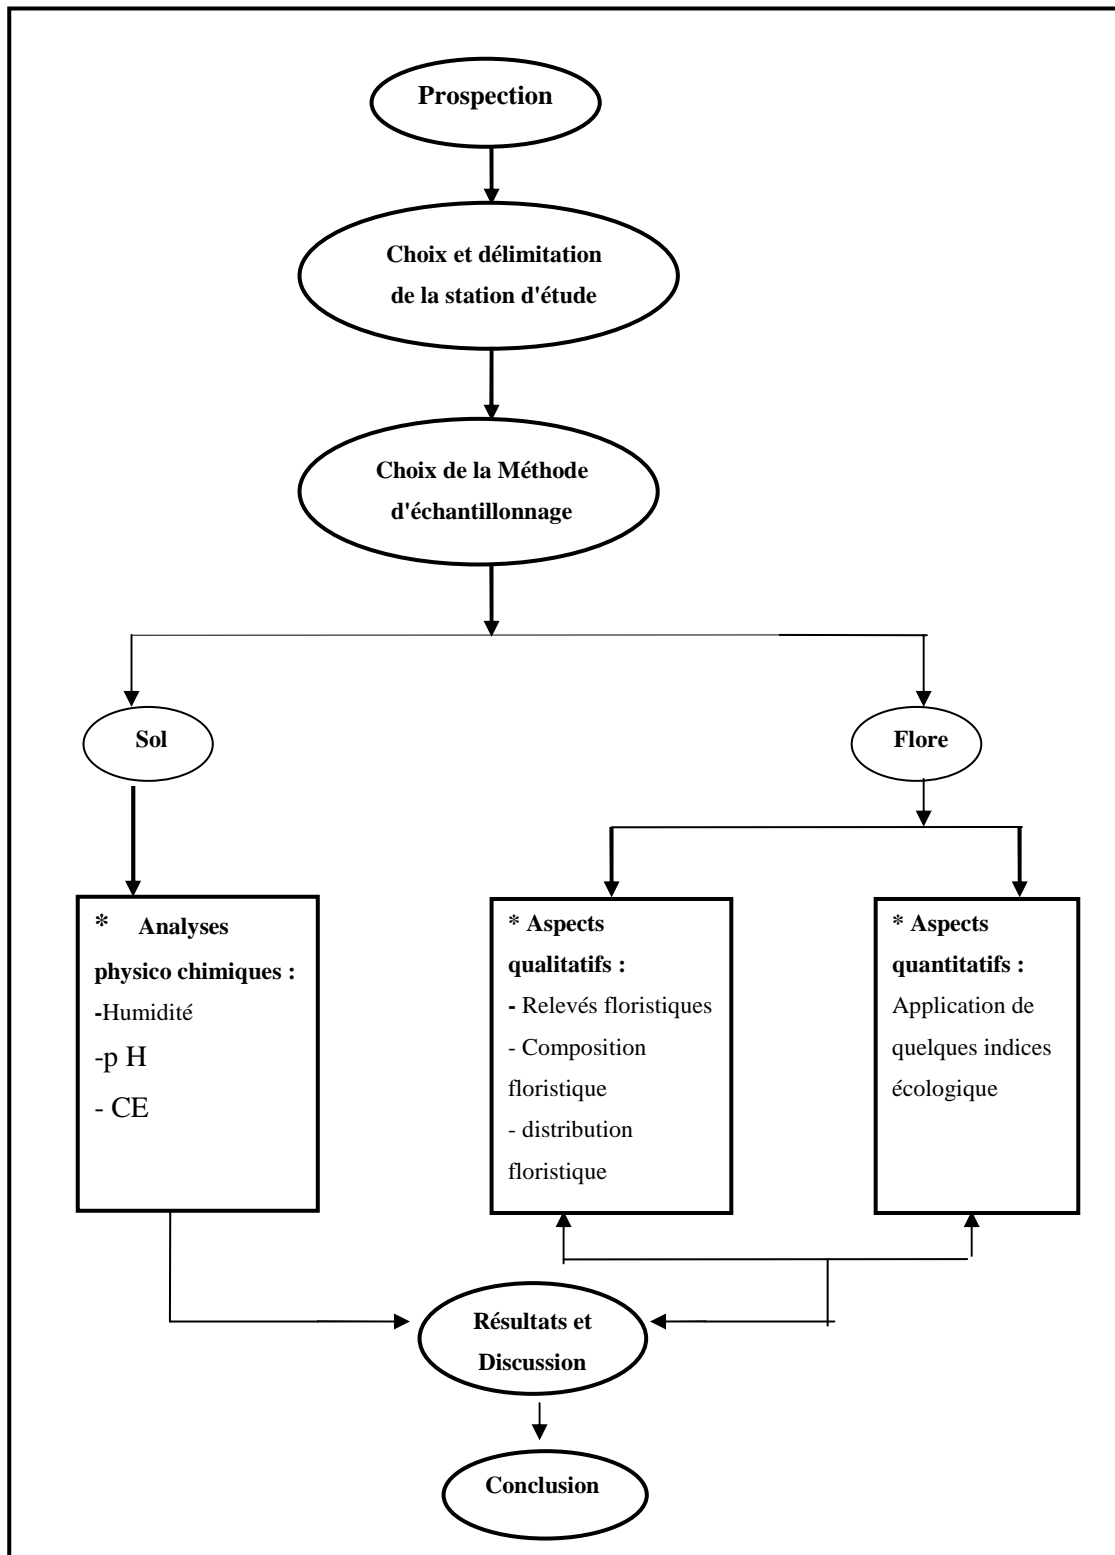 Prospection
Choix et délimitation
de la station d'étude
Choix de la Méthode
d'échantillonnage
Sol
Flore
* Analyses
physico chimiques :
-Humidité
-p H
- CE
* Aspects
qualitatifs :
- Relevés floristiques
- Composition
floristique
- distribution
floristique
* Aspects
quantitatifs :
Application de
quelques indices
écologique
Résultats et
Discussion
Conclusion